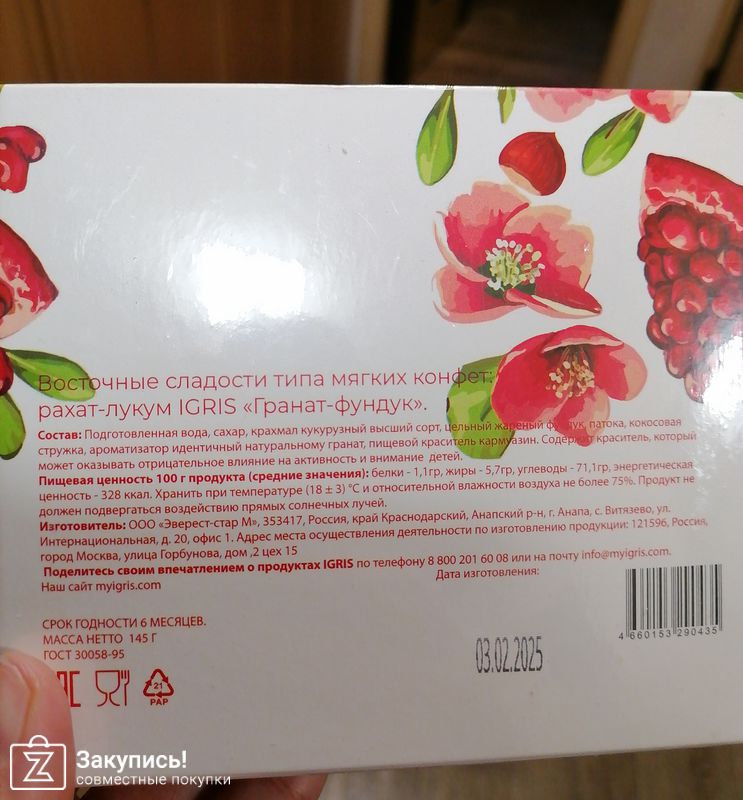 Восточные сладости типа мягких конфет:
рахат-лукум IGRIS «Гранат-фундук».
Состав: Подготовленная вода, сахар, крахмал кукурузный высший сорт, цельный жареный фундук, патока, кокосовая
стружка, ароматизатор идентичный натуральному гранат, пищевой краситель кармуазин. Содержит краситель, который
может оказывать отрицательное влияние на активность и внимание детей.
Пищевая ценность 100 г продукта (средние значения): белки - 1,1гр, жиры - 5,7гр, углеводы - 71,1гр, энергетическая
ценность - 328 ккал. Хранить при температуре (18 ± 3) °С и относительной влажности воздуха не более 75%. Продукт не
должен подвергаться воздействию прямых солнечных лучей.
Изготовитель: ООО «Эверест-стар М», 353417, Россия, край Краснодарский, Анапский р-н, г. Анапа, с. Витязево, ул.
Интернациональная, д. 20, офис 1. Адрес места осуществления деятельности по изготовлению продукции: 121596, Россия,
город Москва, улица Горбунова, дом ,2 цех 15
Поделитесь своим впечатлением о продуктах IGRIS по телефону 8 800 201 60 08 или на почту info@myigris.com.
Наш сайт myigris.com
Дата изготовления:
СРОК ГОДНОСТИ 6 МЕСЯЦЕВ.
МАССА НЕТТО 145 Г
ГОСТ 30058-95
4 660153 290435
03.02.2025
21
PAP
Закупись!
совместные покупки